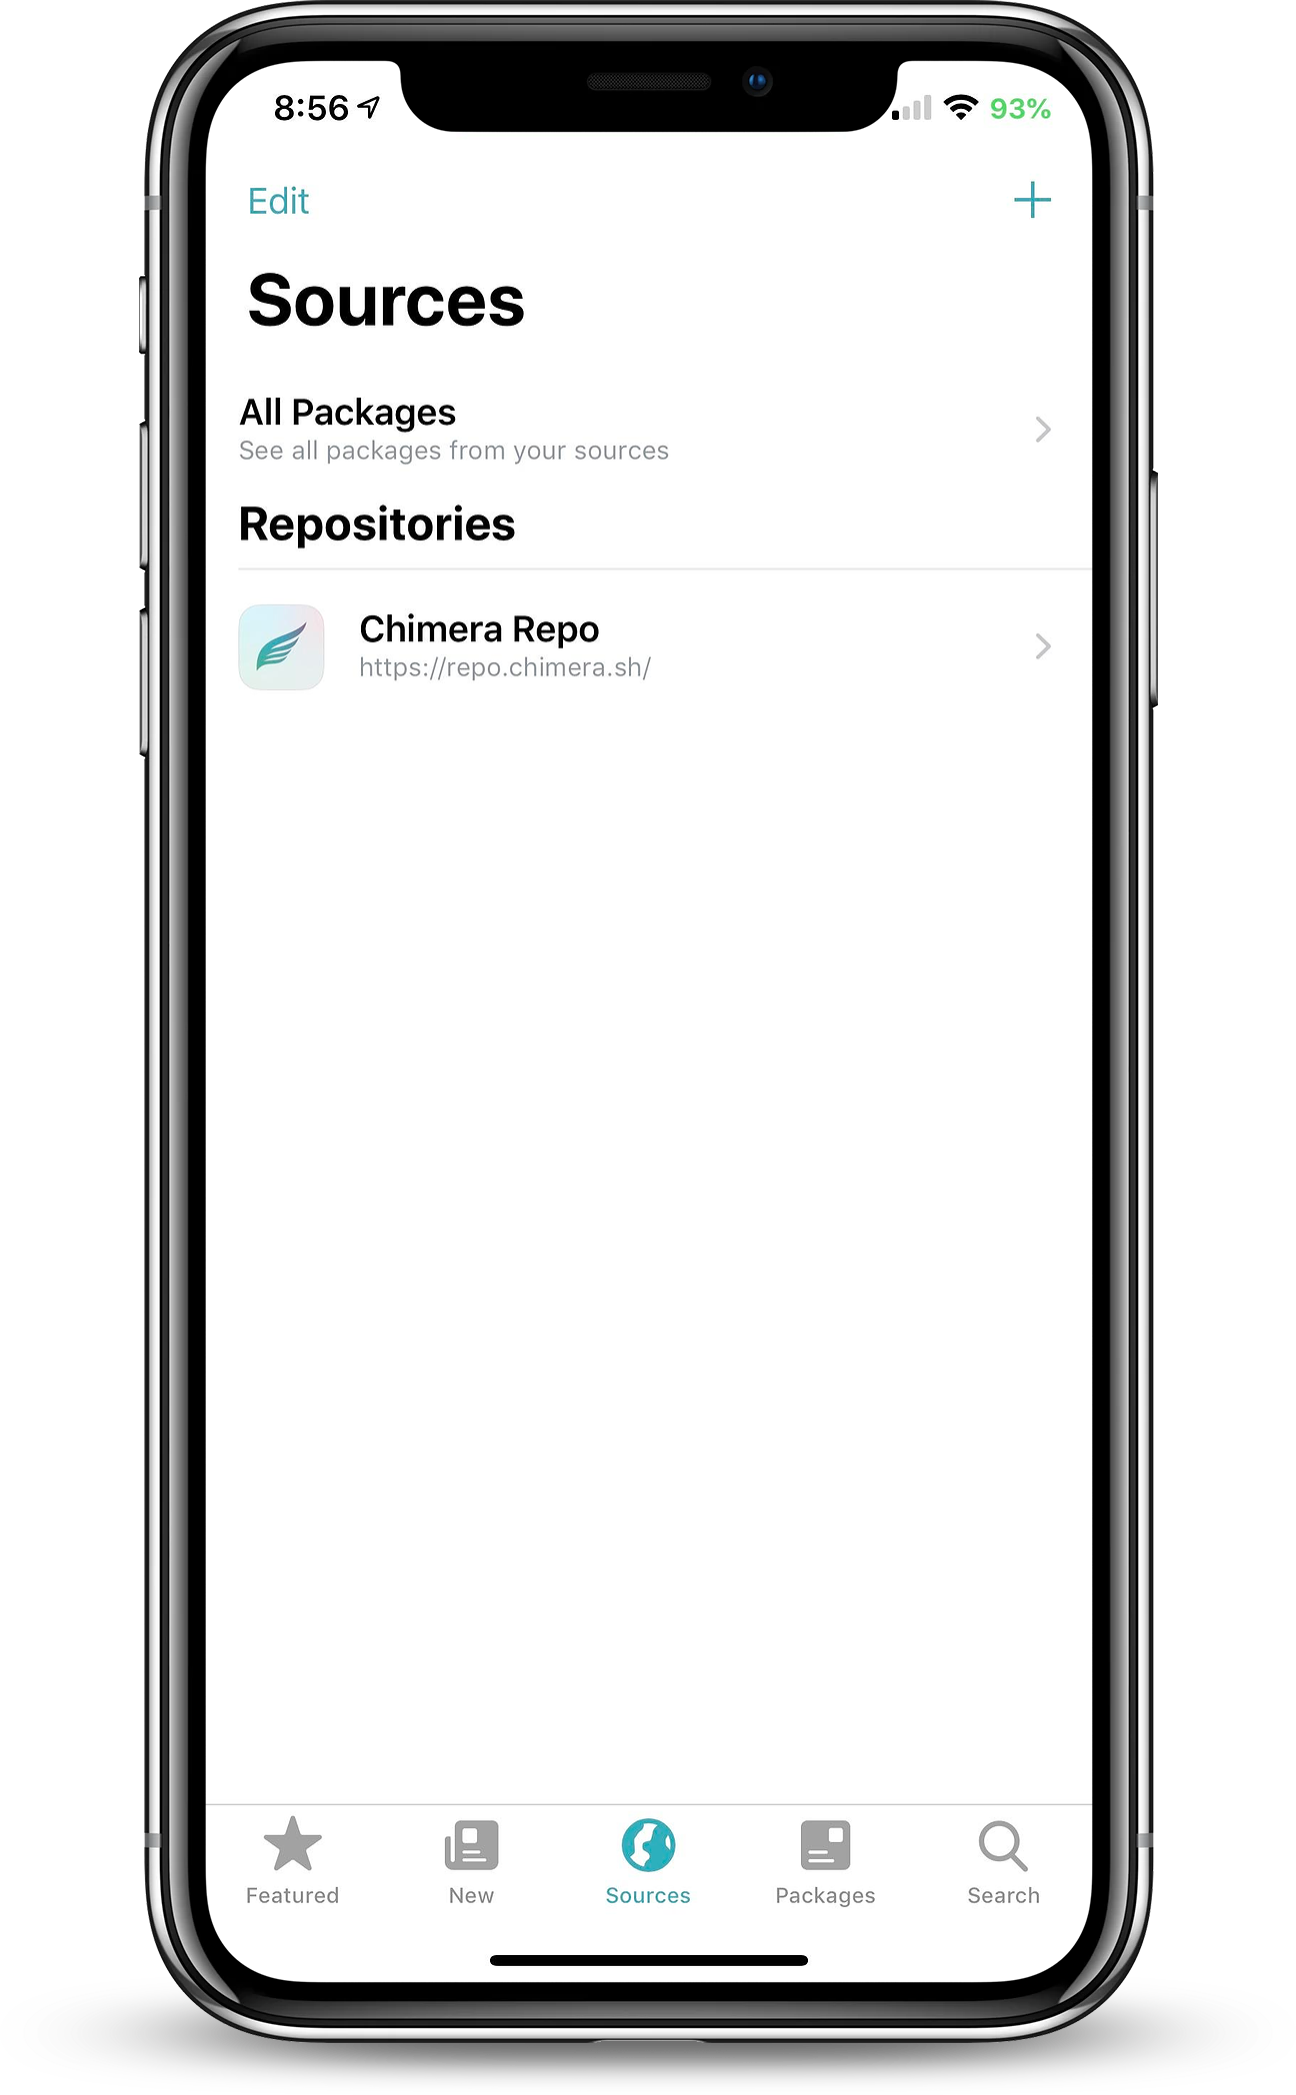 8:56
93%
Edit
Sources
All Packages
See all packages from your sources
Repositories
Chimera Repo
https://repo.chimera.sh/
Featured
New
Sources
Packages
Search